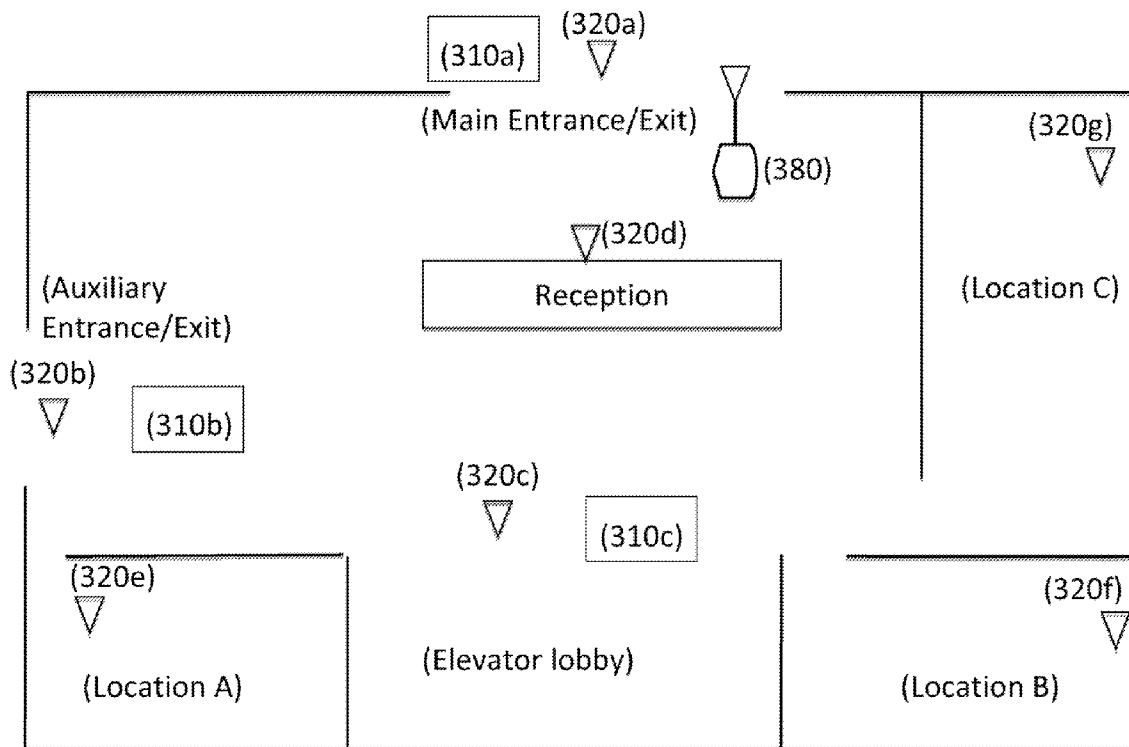 (320a)
(310a)
(Main Entrance/Exit)
(320g)
(380)
(320d)
Reception
(Location C)
(Auxiliary
Entrance/Exit)
(320b)
(310b)
(320c)
(310c)
(320e)
(320f)
(Elevator lobby)
(Location A)
(Location B)